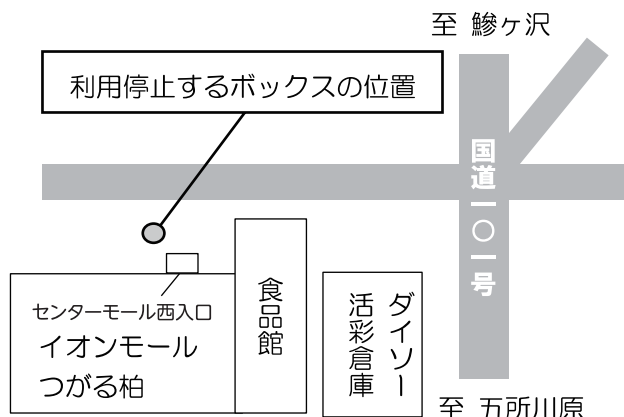 至 鰺ヶ沢
利用停止するボックスの位置
国道一〇一号
センターモール西入口
イオンモール
つがる柏
食品館
ダイソー
活彩倉庫
至 五所川原